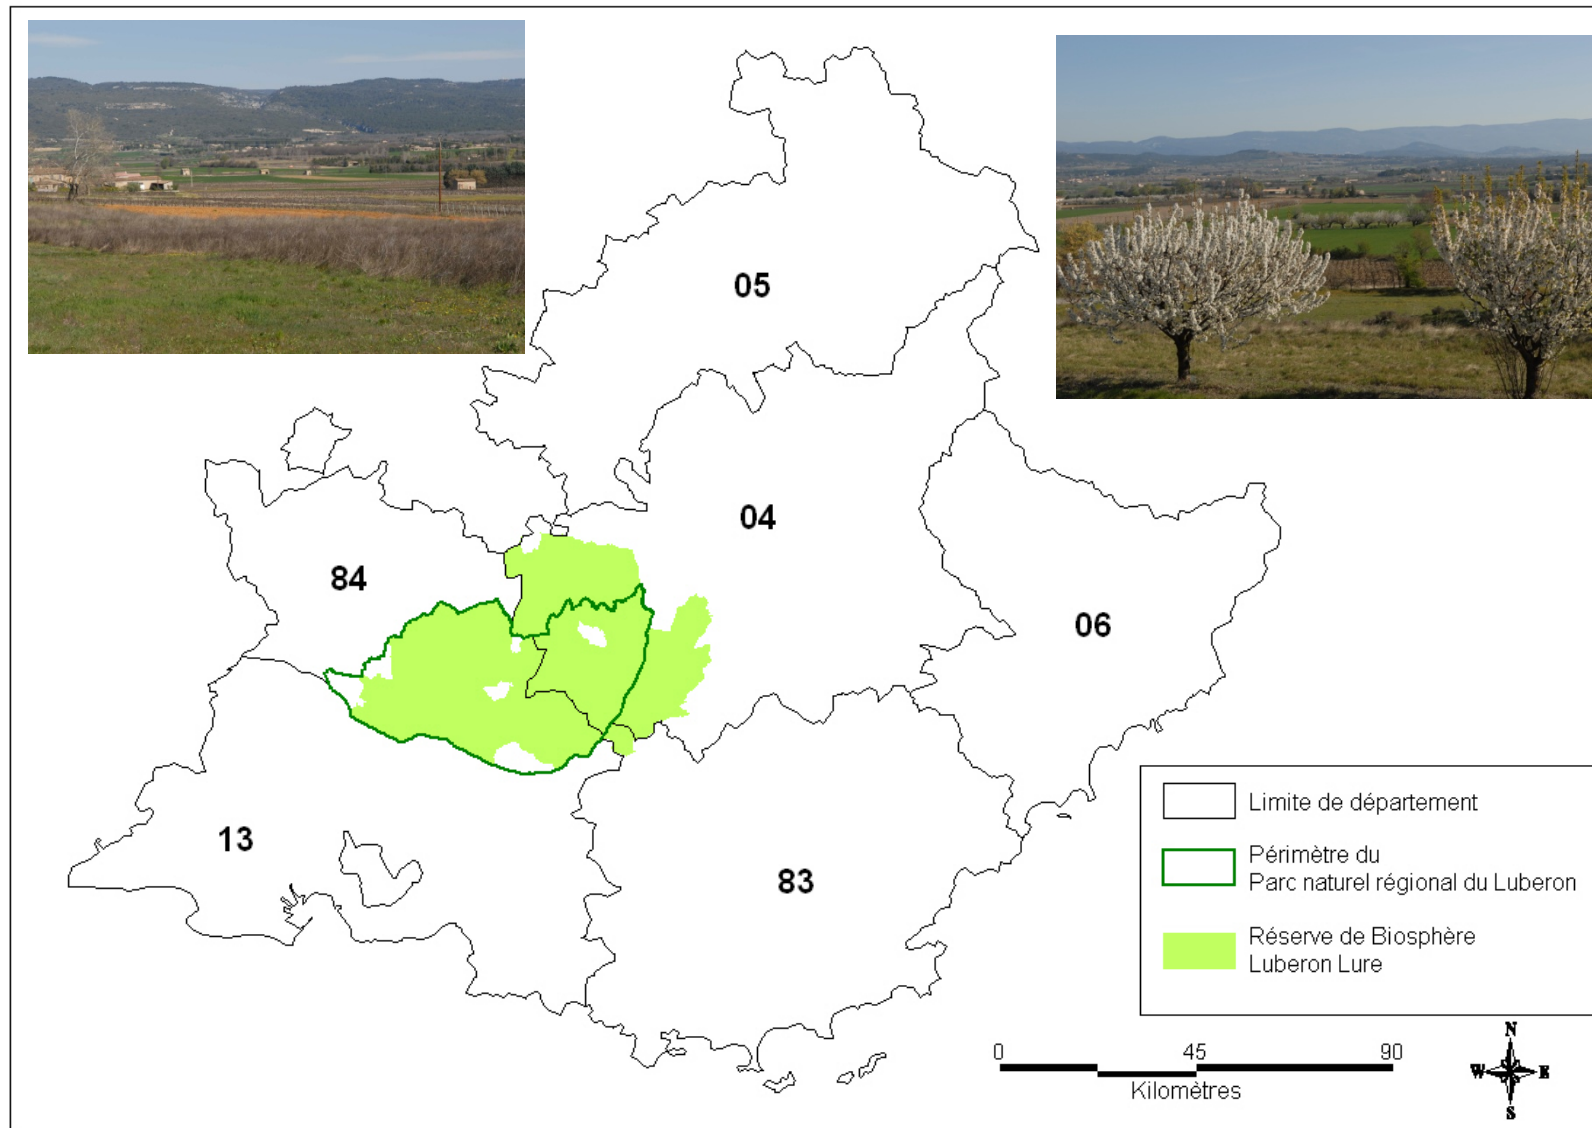 05
04
84
06
13
83
Limite de département
Périmètre du
Parc naturel régional du Luberon
Réserve de Biosphère
Luberon Lure
0 45 90
Kilomètres
N
W E
S